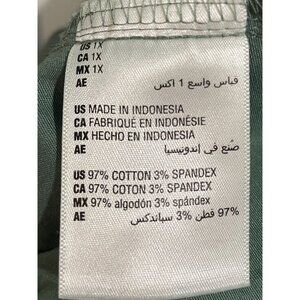 US 1X
CA 1X
MX 1X
AE قياس واسع 1 اكس
US MADE IN INDONESIA
CA FABRIQUÉ EN INDONÉSIE
MX HECHO EN INDONESIA
AE صنع في إندونيسيا
US 97% COTTON 3% SPANDEX
CA 97% COTON 3% SPANDEX
MX 97% algodón 3% spándex
AE 97% قطن 3% سباندكس